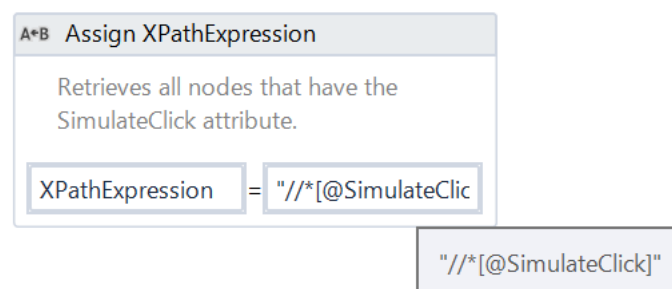 A+B Assign XPathExpression
Retrieves all nodes that have the
SimulateClick attribute.
XPathExpression = "//*[@SimulateClic
"//*[@SimulateClick]"